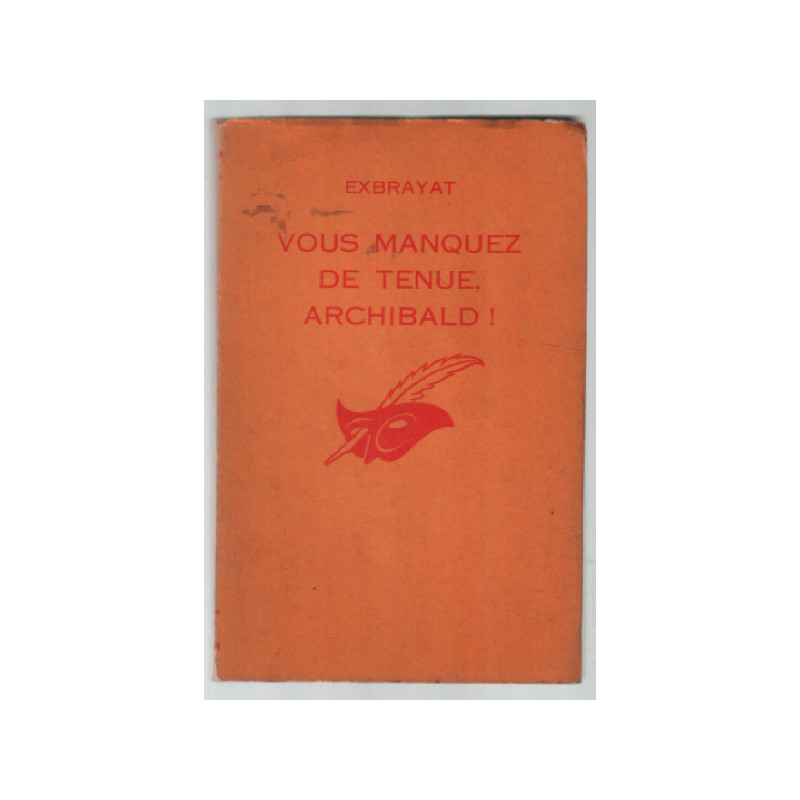 EXBRAYAT
VOUS MANQUEZ
DE TENUE,
ARCHIBALD !